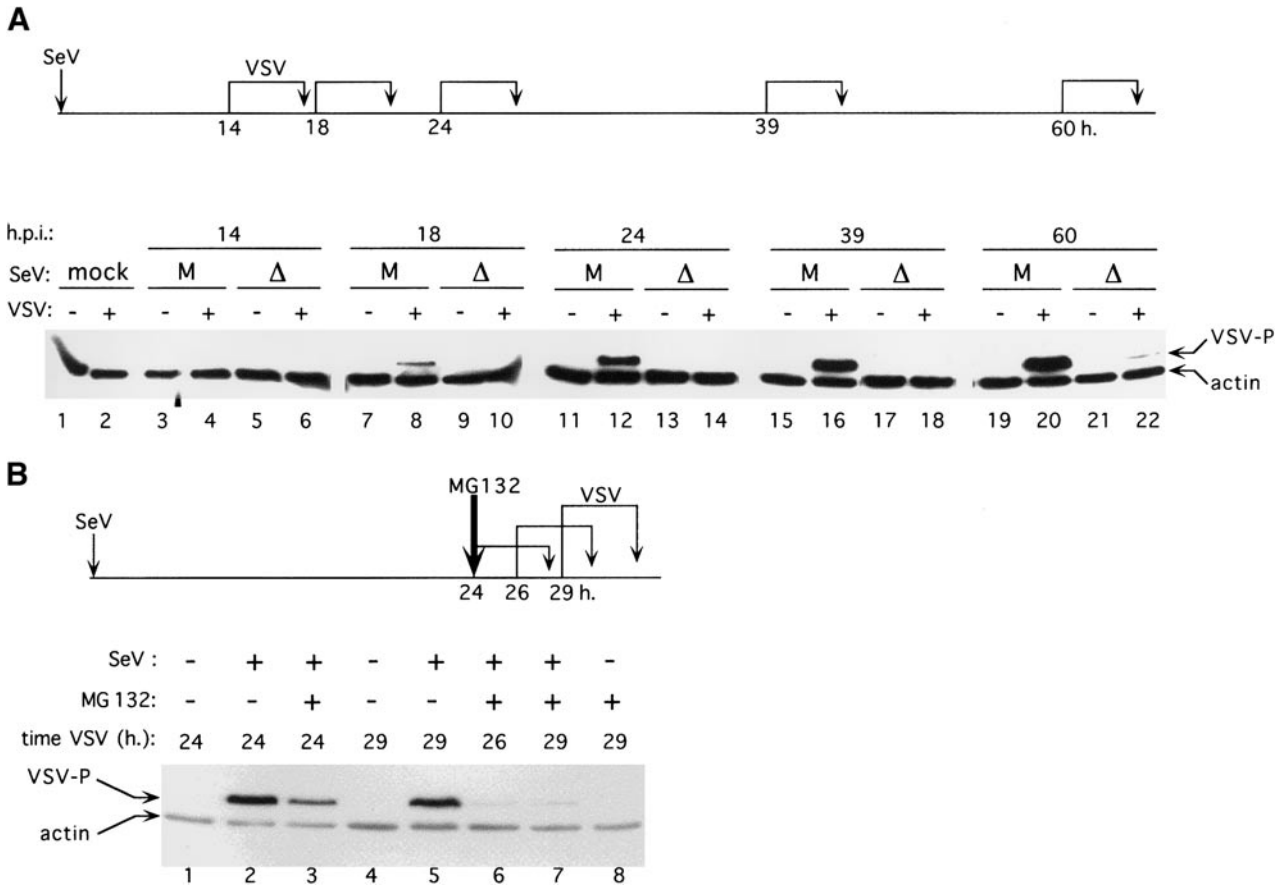 A
SeV
VSV
14 18 24 39 60 h.
h.p.i.: 14 18 24 39 60
SeV: mock M Δ M Δ M Δ M Δ M Δ
VSV: - + - + - + - + - + - + - + - + - + - + - +
VSV-P
actin
1 2 3 4 5 6 7 8 9 10 11 12 13 14 15 16 17 18 19 20 21 22
B
MG132
SeV
VSV
24 26 29 h.
SeV : - + + - + + + -
MG 132: - - + - - + + +
time VSV (h.): 24 24 24 29 29 26 29 29
VSV-P
actin
1 2 3 4 5 6 7 8